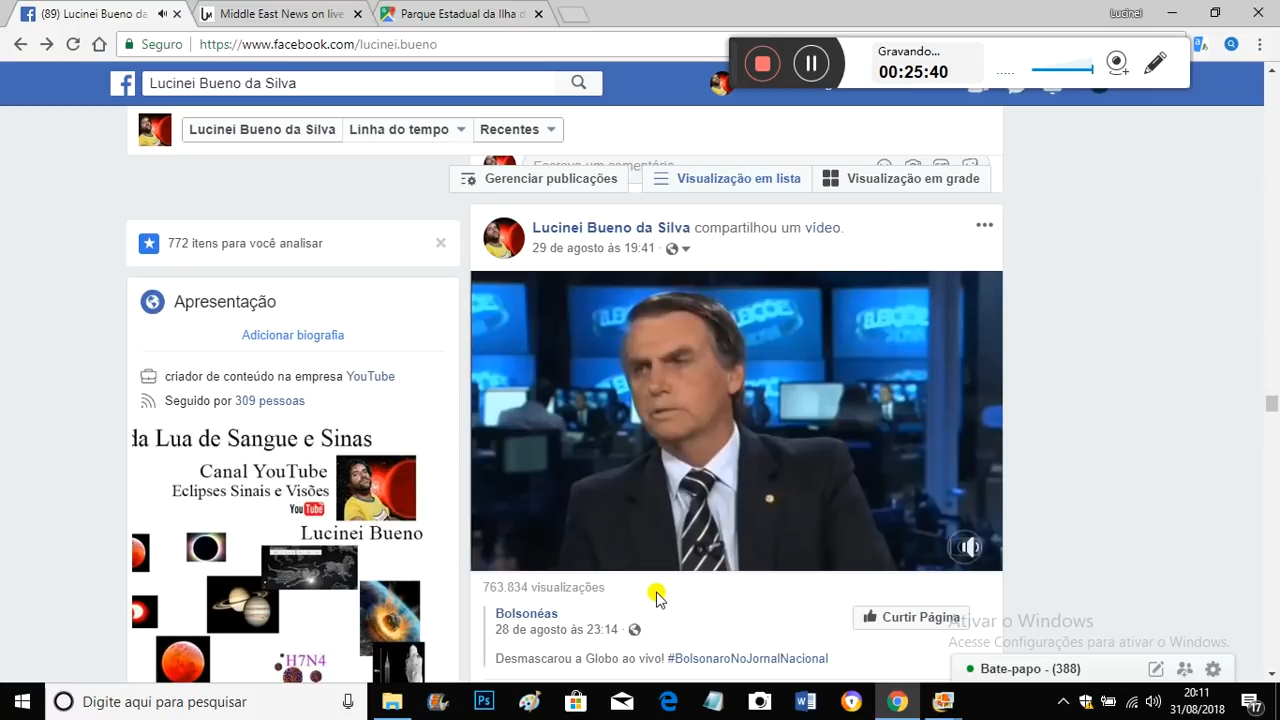 (89) Lucinei Bueno da
Middle East News on live
Parque Estadual da Ilha d
Lucinei
Seguro
https://www.facebook.com/lucinei.bueno
Gravando...
00:25:40
Lucinei Bueno da Silva
Lucinei Bueno da Silva
Linha do tempo
Recentes
Escreva um comentário
Gerenciar publicações
Visualização em lista
Visualização em grade
772 itens para você analisar
Lucinei Bueno da Silva compartilhou um vídeo.
29 de agosto às 19:41
Apresentação
Adicionar biografia
criador de conteúdo na empresa YouTube
Seguido por 309 pessoas
da Lua de Sangue e Sinas
Canal YouTube
Eclipses Sinais e Visões
YouTube
Lucinei Bueno
H7N4
763.834 visualizações
Bolsonéas
28 de agosto às 23:14
Curtir Página
Desmascarou a Globo ao vivo! #BolsonaroNoJornalNacional
Ativar o Windows
Acesse Configurações para ativar o Windows.
Bate-papo - (388)
Digite aqui para pesquisar
20:11
31/08/2018
17